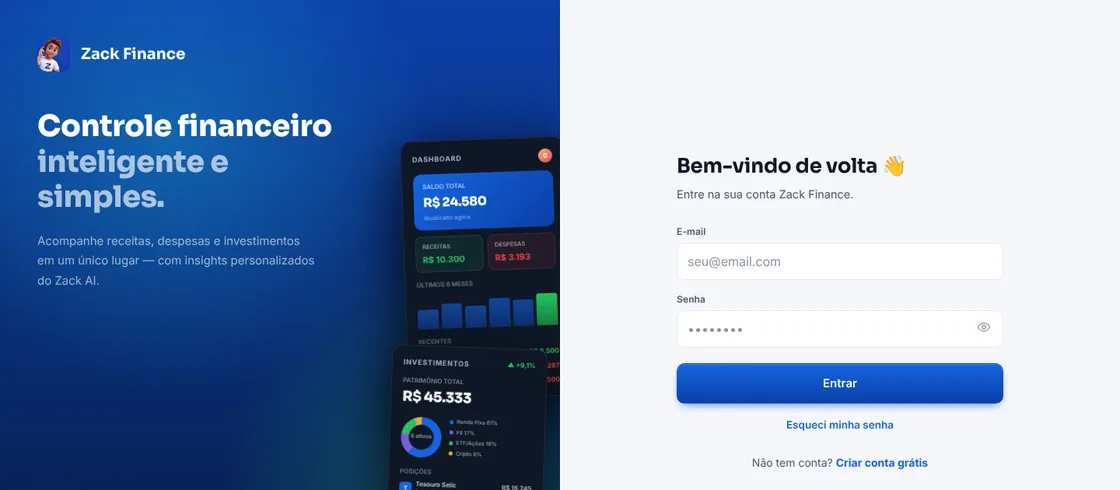 Zack Finance
Controle financeiro
inteligente e
simples.
Acompanhe receitas, despesas e investimentos
em um único lugar — com insights personalizados
do Zack AI.
DASHBOARD
SALDO TOTAL
R$ 24.580
Atualizado agora
RECEITAS
R$ 10.300
DESPESAS
R$ 3.193
ÚLTIMOS 6 MESES
RECENTES
INVESTIMENTOS
▲ +9,1%
PATRIMÔNIO TOTAL
R$ 45.333
6 ativos
Renda Fixa 61%
FII 17%
ETF/Ações 16%
Cripto 6%
POSIÇÕES
T
Tesouro Selic
R$ 16.245
Bem-vindo de volta 👋
Entre na sua conta Zack Finance.
E-mail
seu@email.com
Senha
••••••••
Entrar
Esqueci minha senha
Não tem conta? Criar conta grátis